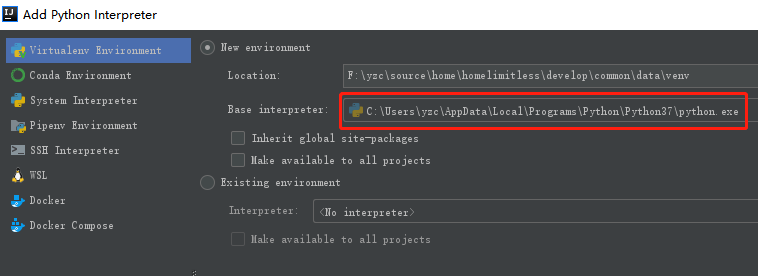 IJ Add Python Interpreter
Virtualenv Environment
Conda Environment
System Interpreter
Pipenv Environment
SSH Interpreter
WSL
Docker
Docker Compose
New environment
Location: F:\yzc\source\home\homelimitless\develop\common\data\venv
Base interpreter: C:\Users\yzc\AppData\Local\Programs\Python\Python37\python.exe
Inherit global site-packages
Make available to all projects
Existing environment
Interpreter: <No interpreter>
Make available to all projects